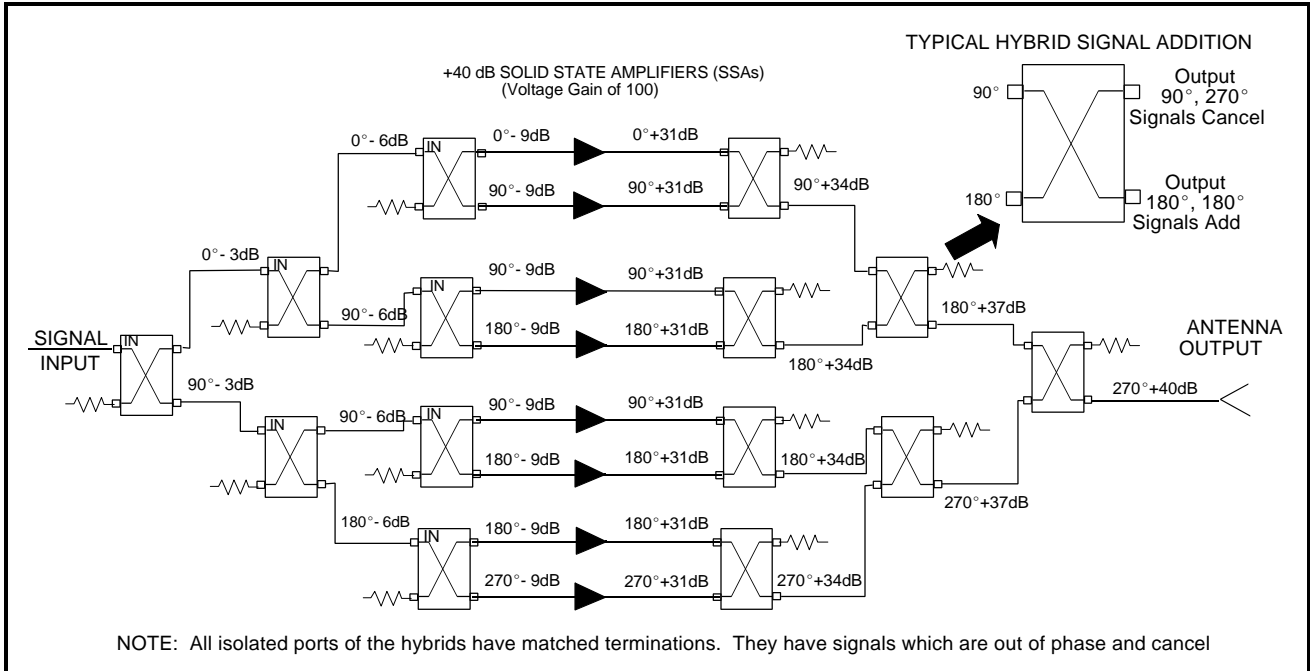 TYPICAL HYBRID SIGNAL ADDITION
+40 dB SOLID STATE AMPLIFIERS (SSAs)
(Voltage Gain of 100)
90°
Output
90°, 270°
Signals Cancel
180°
Output
180°, 180°
Signals Add
0°- 6dB
IN
0°- 9dB
0°+31dB
90°- 9dB
90°+31dB
90°+34dB
0°- 3dB
IN
90°- 6dB
IN
90°- 9dB
90°+31dB
180°- 9dB
180°+31dB
180°+34dB
180°+37dB
SIGNAL
INPUT
IN
90°- 3dB
ANTENNA
OUTPUT
270°+40dB
IN
90°- 6dB
IN
90°- 9dB
90°+31dB
180°- 9dB
180°+31dB
180°+34dB
270°+37dB
180°- 6dB
IN
180°- 9dB
180°+31dB
270°- 9dB
270°+31dB
270°+34dB
NOTE: All isolated ports of the hybrids have matched terminations. They have signals which are out of phase and cancel